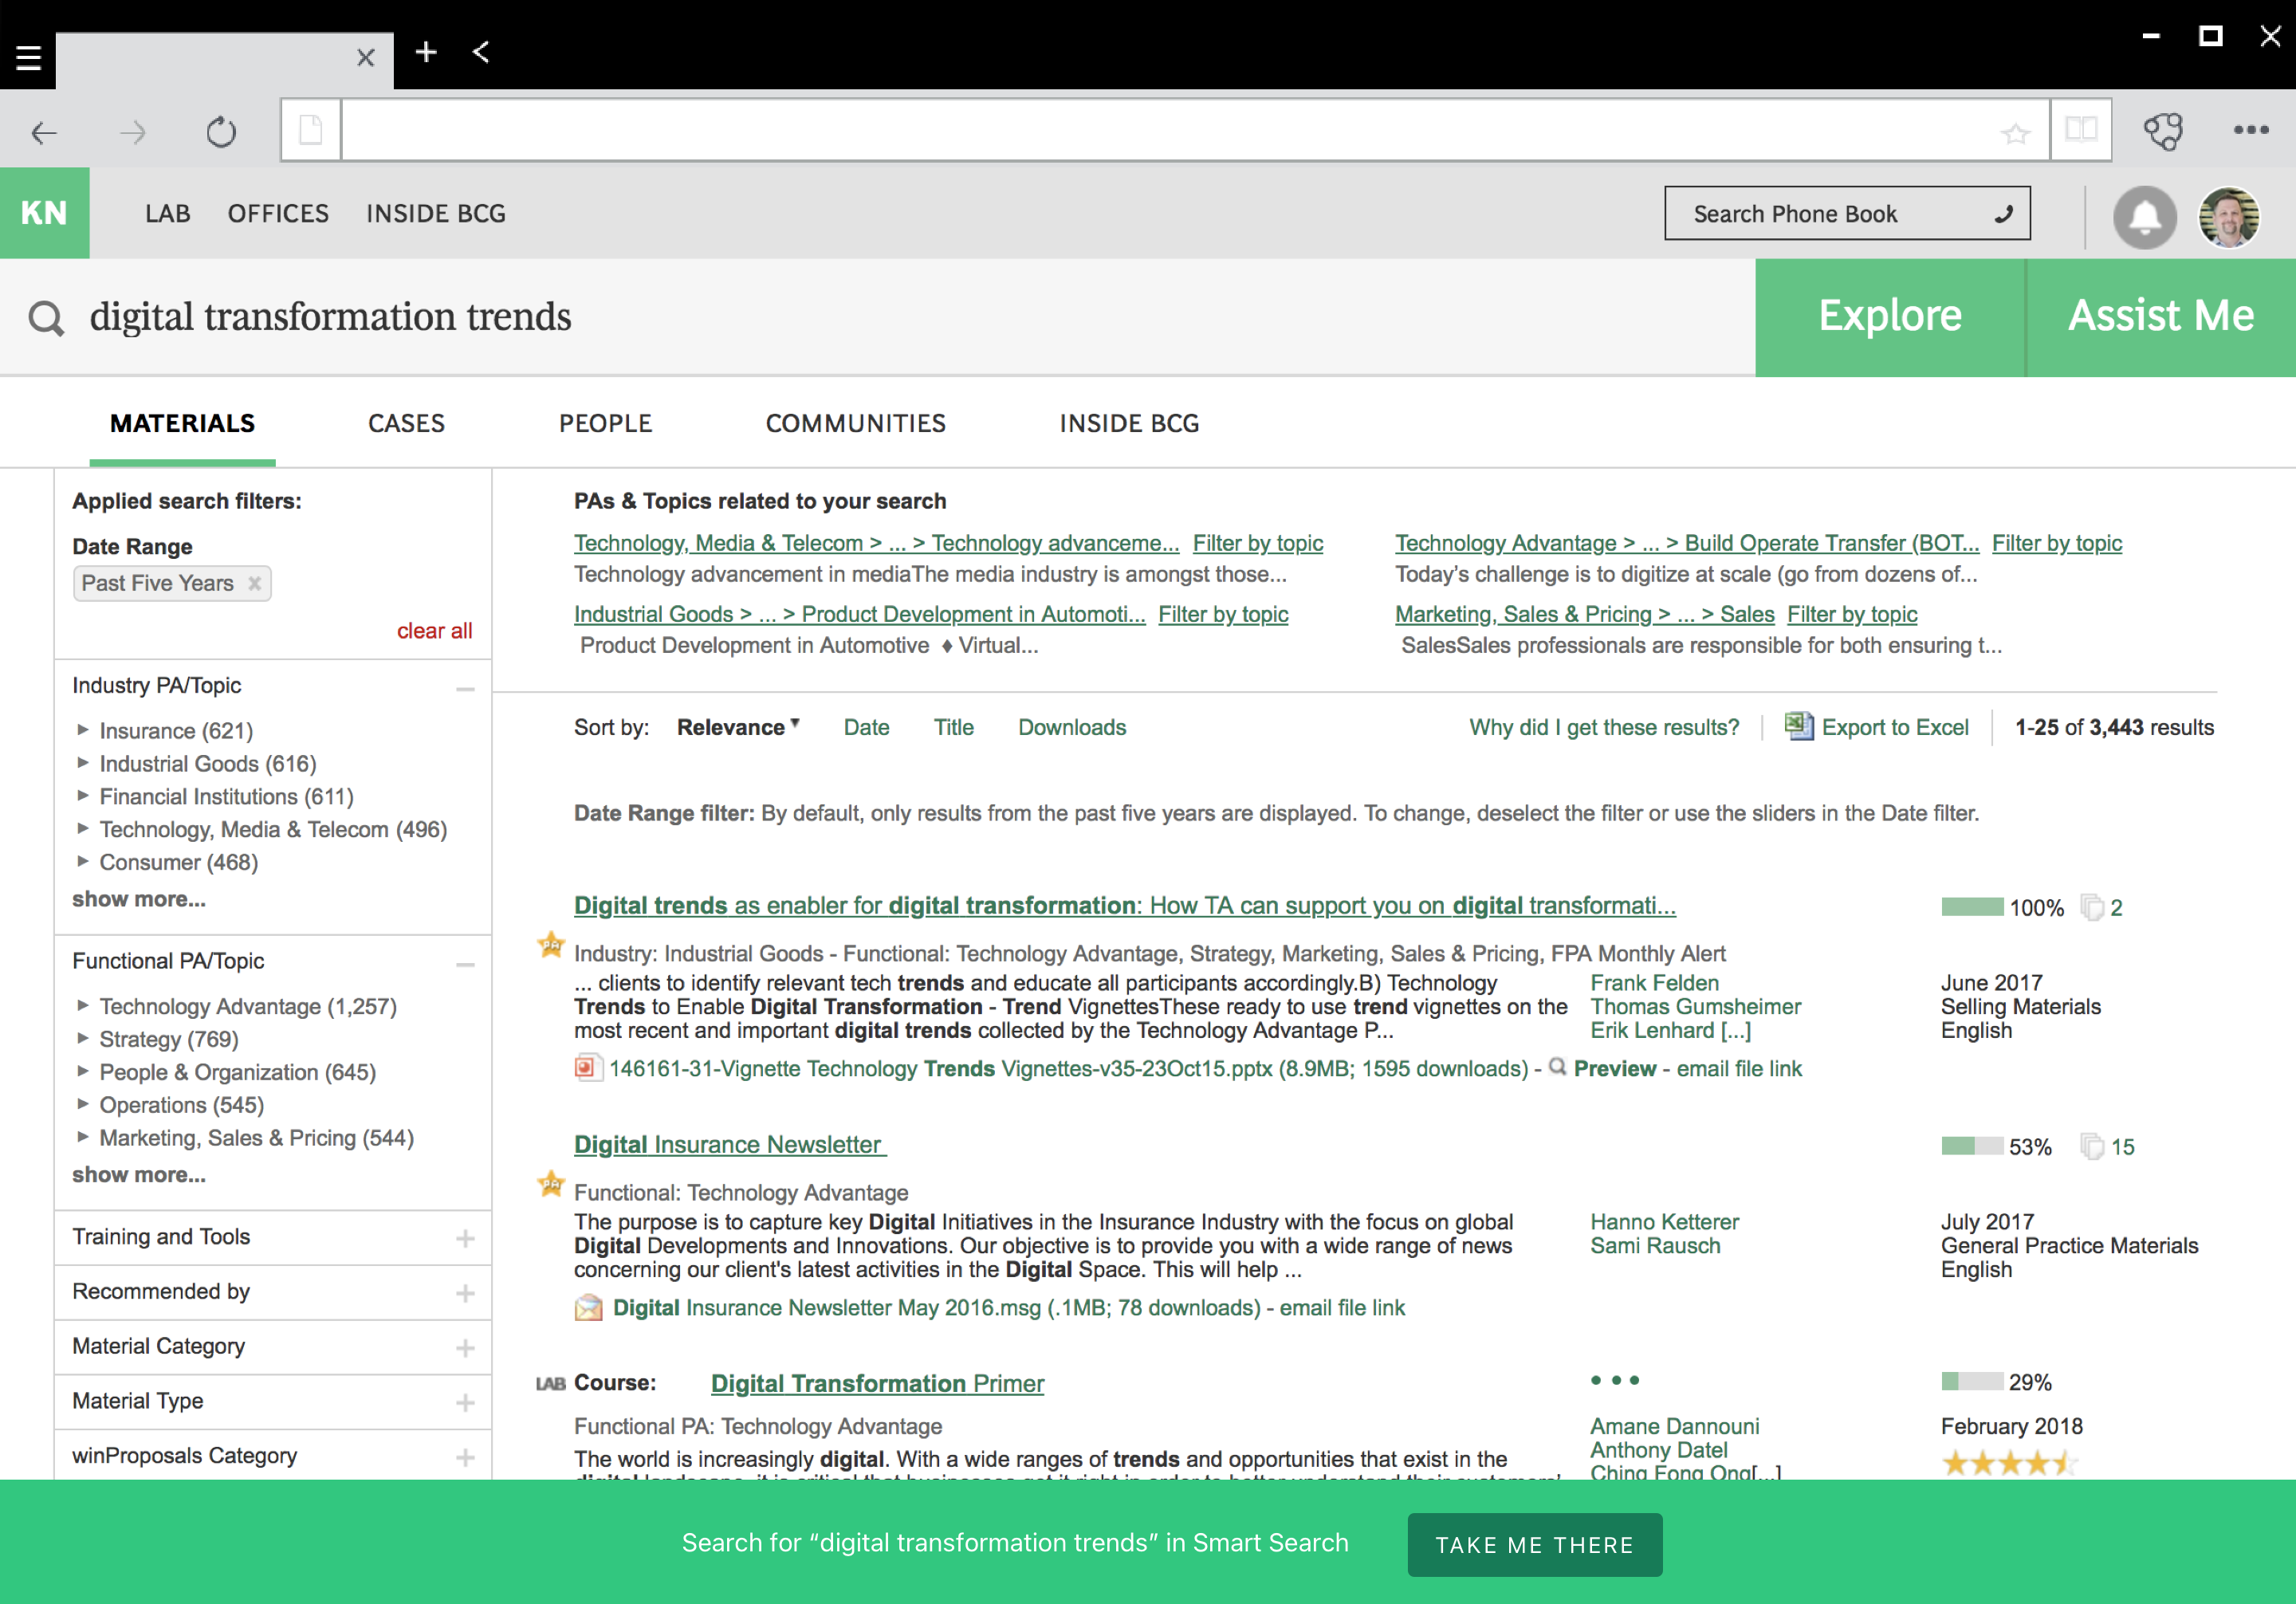 KN
LAB OFFICES INSIDE BCG
Search Phone Book
digital transformation trends
Explore Assist Me
MATERIALS CASES PEOPLE COMMUNITIES INSIDE BCG
Applied search filters:
Date Range
Past Five Years
clear all
Industry PA/Topic
Insurance (621)
Industrial Goods (616)
Financial Institutions (611)
Technology, Media & Telecom (496)
Consumer (468)
show more...
Functional PA/Topic
Technology Advantage (1,257)
Strategy (769)
People & Organization (645)
Operations (545)
Marketing, Sales & Pricing (544)
show more...
Training and Tools
Recommended by
Material Category
Material Type
winProposals Category
PAs & Topics related to your search
Technology, Media & Telecom > ... > Technology advanceme... Filter by topic
Technology advancement in mediaThe media industry is amongst those...
Industrial Goods > ... > Product Development in Automoti... Filter by topic
Product Development in Automotive ♦ Virtual...
Technology Advantage > ... > Build Operate Transfer (BOT... Filter by topic
Today’s challenge is to digitize at scale (go from dozens of...
Marketing, Sales & Pricing > ... > Sales Filter by topic
SalesSales professionals are responsible for both ensuring t...
Sort by: Relevance Date Title Downloads
Why did I get these results? Export to Excel 1-25 of 3,443 results
Date Range filter: By default, only results from the past five years are displayed. To change, deselect the filter or use the sliders in the Date filter.
Digital trends as enabler for digital transformation: How TA can support you on digital transformati...
100% 2
PA
Industry: Industrial Goods - Functional: Technology Advantage, Strategy, Marketing, Sales & Pricing, FPA Monthly Alert
... clients to identify relevant tech trends and educate all participants accordingly.B) Technology
Trends to Enable Digital Transformation - Trend VignettesThese ready to use trend vignettes on the
most recent and important digital trends collected by the Technology Advantage P...
Frank Felden
Thomas Gumsheimer
Erik Lenhard [...]
June 2017
Selling Materials
English
146161-31-Vignette Technology Trends Vignettes-v35-23Oct15.pptx (8.9MB; 1595 downloads) - Preview - email file link
Digital Insurance Newsletter
53% 15
PA
Functional: Technology Advantage
The purpose is to capture key Digital Initiatives in the Insurance Industry with the focus on global
Digital Developments and Innovations. Our objective is to provide you with a wide range of news
concerning our client's latest activities in the Digital Space. This will help ...
Hanno Ketterer
Sami Rausch
July 2017
General Practice Materials
English
Digital Insurance Newsletter May 2016.msg (.1MB; 78 downloads) - email file link
LAB Course: Digital Transformation Primer
29%
Functional PA: Technology Advantage
The world is increasingly digital. With a wide ranges of trends and opportunities that exist in the
Amane Dannouni
Anthony Datel
Ching Fong Ong[...]
February 2018
Search for “digital transformation trends” in Smart Search
TAKE ME THERE